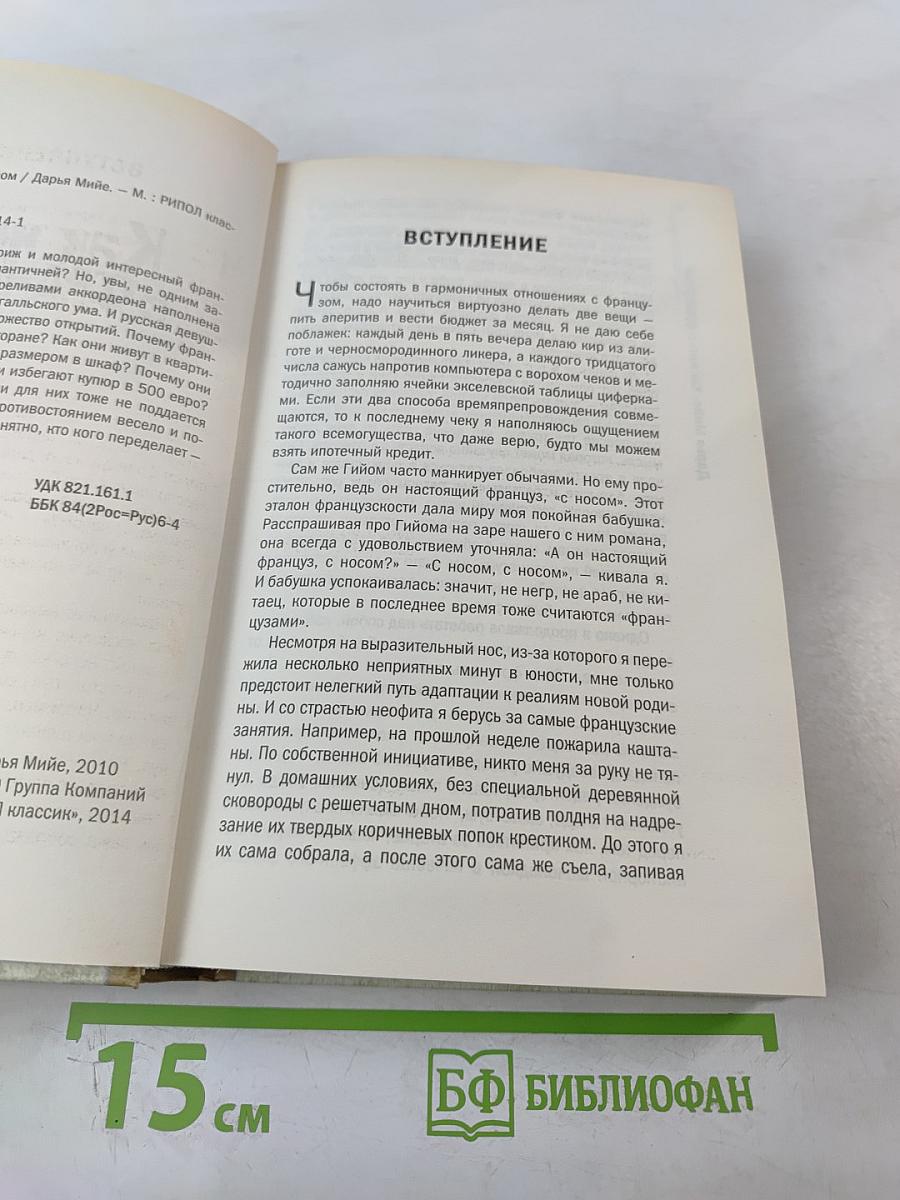 ом / Дарья Мийе. — М. : РИПОЛ клас-
14-1
риж и молодой интересный фран-
мантичней? Но, увы, не одним за-
реливами аккордеона наполнена
галльского ума. И русская девуш-
ожество открытий. Почему фран-
торане? Как они живут в кварти-
размером в шкаф? Почему они
и избегают купюр в 500 евро?
и для них тоже не поддается
ротивостоянием весело и по-
нятно, кто кого переделает —
УДК 821.161.1
ББК 84(2Рос=Рус)6-4
рья Мийе, 2010
Группа Компаний
Л классик», 2014
ВСТУПЛЕНИЕ
Чтобы состоять в гармоничных отношениях с францу-
зом, надо научиться виртуозно делать две вещи —
пить аперитив и вести бюджет за месяц. Я не даю себе
поблажек: каждый день в пять вечера делаю кир из али-
готе и черносмородинного ликера, а каждого тридцатого
числа сажусь напротив компьютера с ворохом чеков и ме-
тодично заполняю ячейки экселевской таблицы циферка-
ми. Если эти два способа времяпрепровождения совме-
щаются, то к последнему чеку я наполняюсь ощущением
такого всемогущества, что даже верю, будто мы можем
взять ипотечный кредит.
Сам же Гийом часто манкирует обычаями. Но ему про-
стительно, ведь он настоящий француз, «с носом». Этот
эталон французскости дала миру моя покойная бабушка.
Расспрашивая про Гийома на заре нашего с ним романа,
она всегда с удовольствием уточняла: «А он настоящий
француз, с носом?» — «С носом, с носом», — кивала я.
И бабушка успокаивалась: значит, не негр, не араб, не ки-
таец, которые в последнее время тоже считаются «фран-
цузами».
Несмотря на выразительный нос, из-за которого я пере-
жила несколько неприятных минут в юности, мне только
предстоит нелегкий путь адаптации к реалиям новой роди-
ны. И со страстью неофита я берусь за самые французские
занятия. Например, на прошлой неделе пожарила кашта-
ны. По собственной инициативе, никто меня за руку не тя-
нул. В домашних условиях, без специальной деревянной
сковороды с решетчатым дном, потратив полдня на надре-
зание их твердых коричневых попок крестиком. До этого я
их сама собрала, а после этого сама же съела, запивая
15 см
БФ БИБЛИОФАН